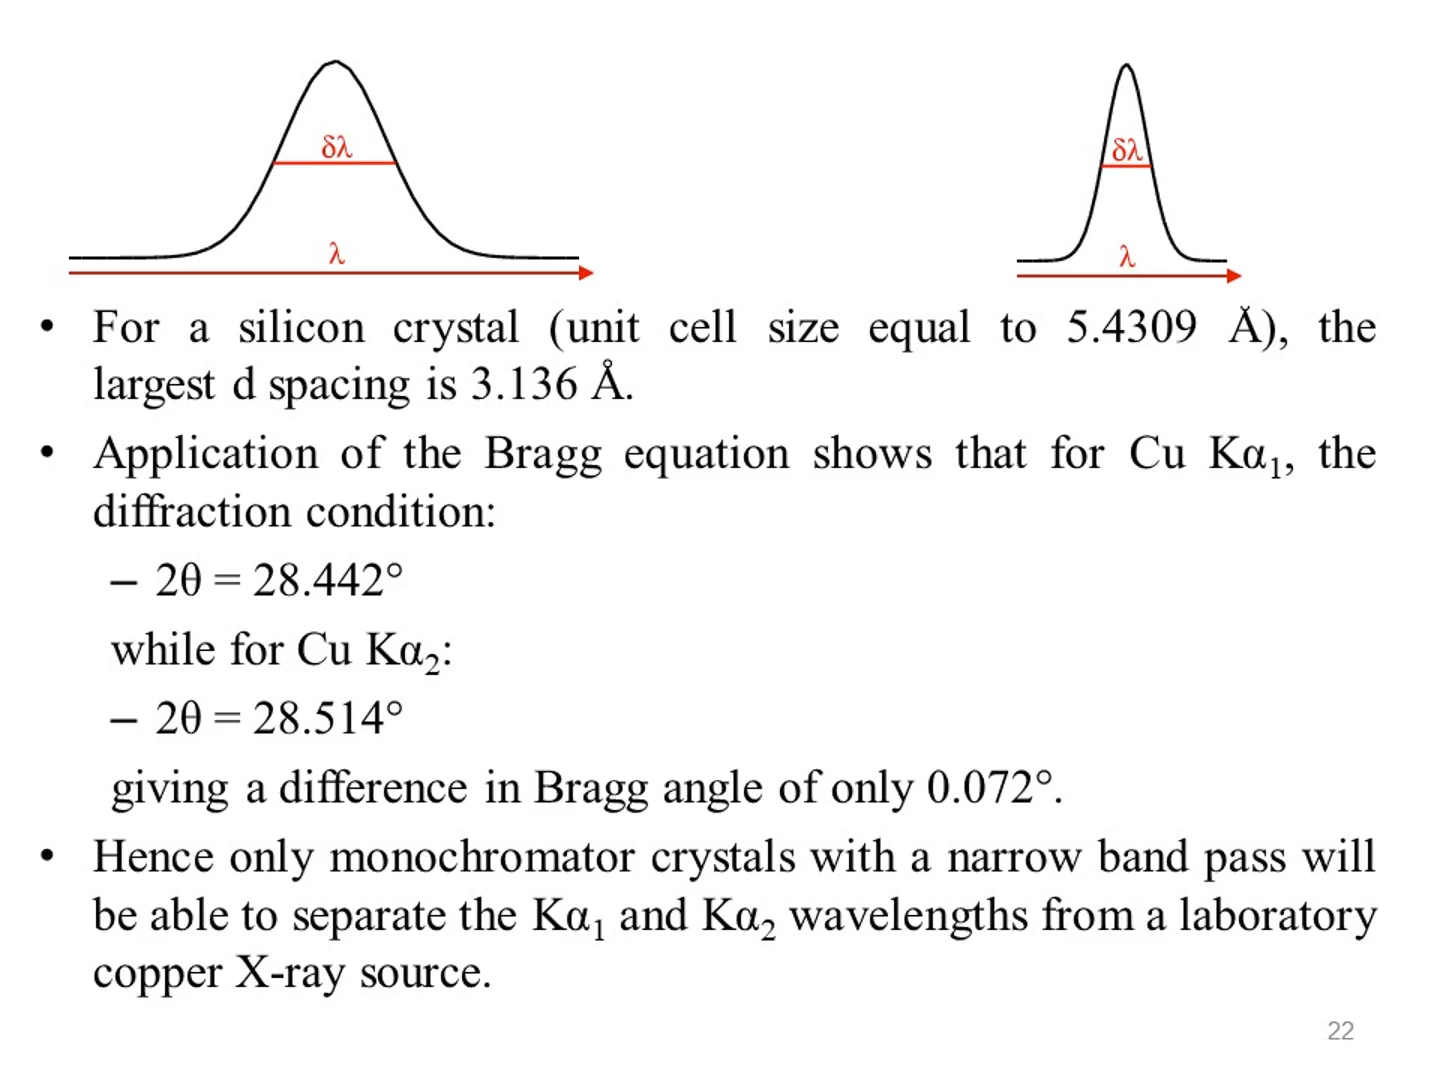 δλ
λ
δλ
λ
• For a silicon crystal (unit cell size equal to 5.4309 Å), the
largest d spacing is 3.136 Å.
• Application of the Bragg equation shows that for Cu Kα₁, the
diffraction condition:
– 2θ = 28.442°
while for Cu Kα₂:
– 2θ = 28.514°
giving a difference in Bragg angle of only 0.072°.
• Hence only monochromator crystals with a narrow band pass will
be able to separate the Kα₁ and Kα₂ wavelengths from a laboratory
copper X-ray source.
22